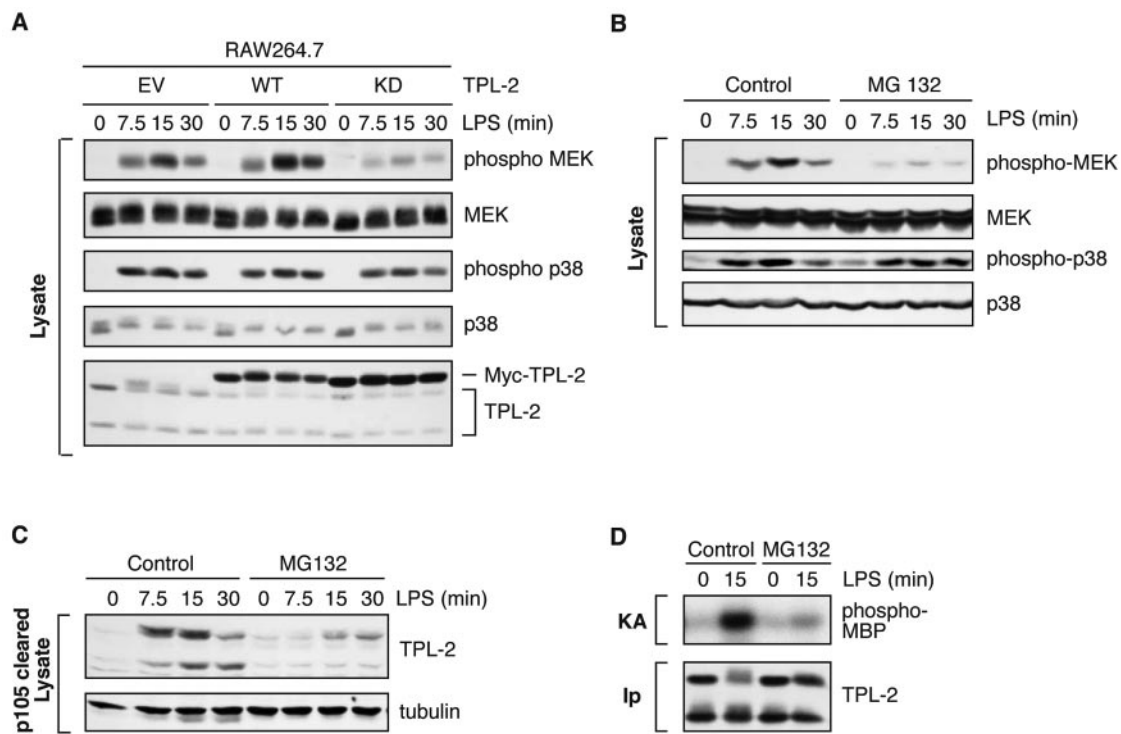 A
RAW264.7
EV WT KD TPL-2
0 7.5 15 30 0 7.5 15 30 0 7.5 15 30 LPS (min)
Lysate
phospho MEK
MEK
phospho p38
p38
Myc-TPL-2
TPL-2
B
Control MG 132
0 7.5 15 30 0 7.5 15 30 LPS (min)
Lysate
phospho-MEK
MEK
phospho-p38
p38
C
Control MG132
0 7.5 15 30 0 7.5 15 30 LPS (min)
p105 cleared
Lysate
TPL-2
tubulin
D
Control MG132
0 15 0 15 LPS (min)
KA
phospho-
MBP
Ip
TPL-2